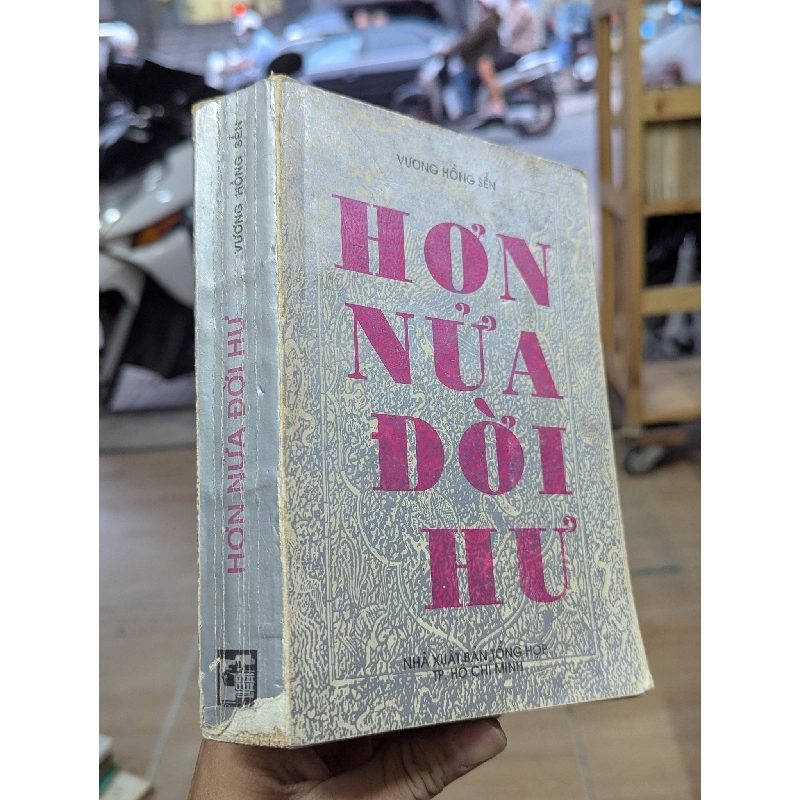 VƯƠNG HỒNG SỂN
HƠN
NỬA
ĐỜI
HƯ
NHÀ XUẤT BẢN TỔNG HỢP
TP. HỒ CHÍ MINH
HƠN NỬA ĐỜI HƯ
VƯƠNG HỒNG SỂN